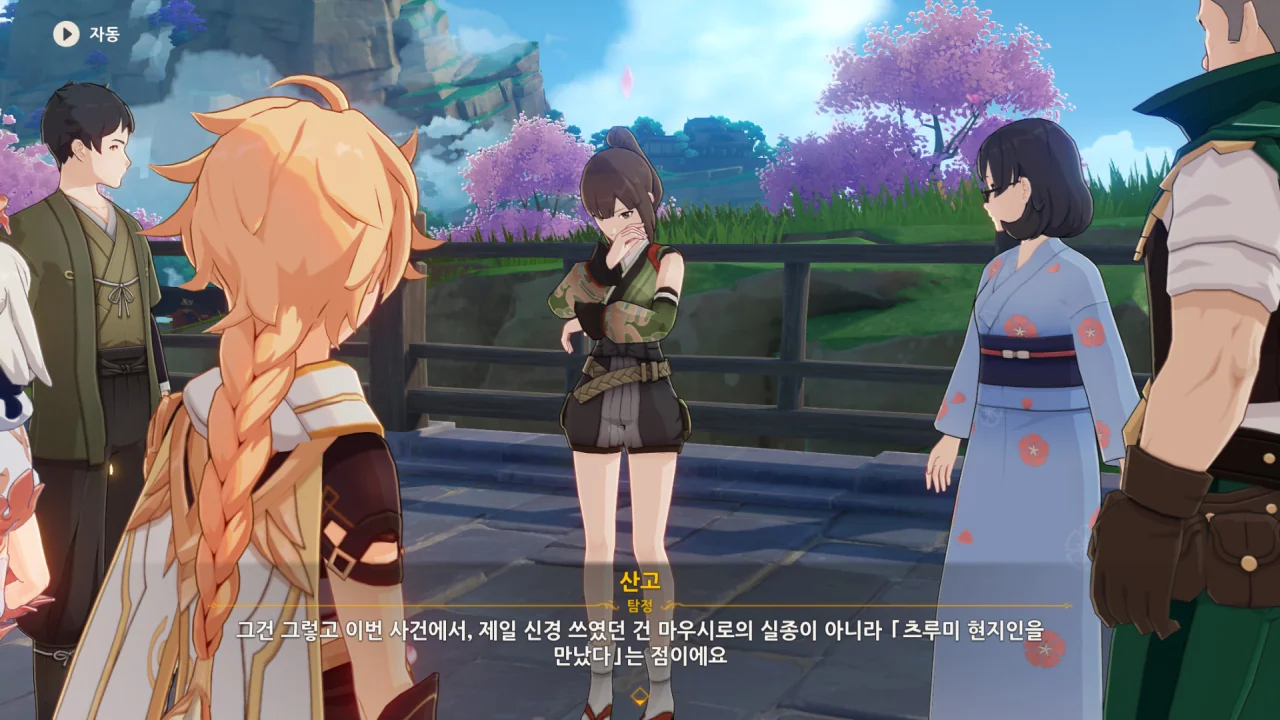 자동
산고
탐정
그건 그렇고 이번 사건에서, 제일 신경 쓰였던 건 마우시로의 실종이 아니라 「츠루미 현지인을
만났다」는 점이에요